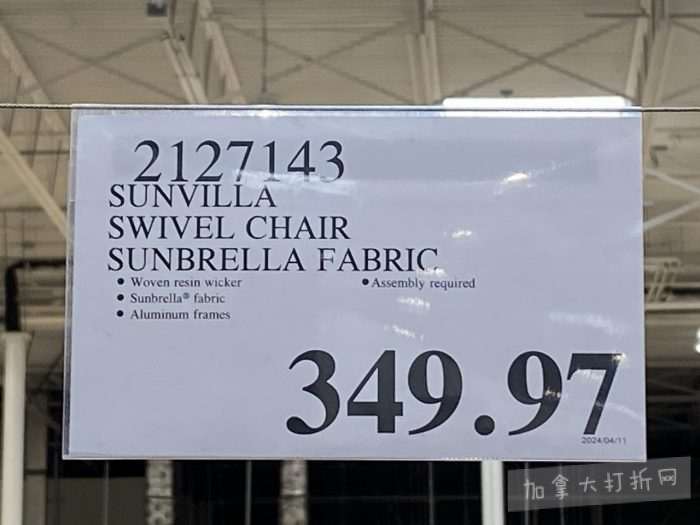 2127143
SUNVILLA
SWIVEL CHAIR
SUNBRELLA FABRIC
• Woven resin wicker
• Sunbrella® fabric
• Aluminum frames
• Assembly required
349.97
2024/04/11
加拿大打折网